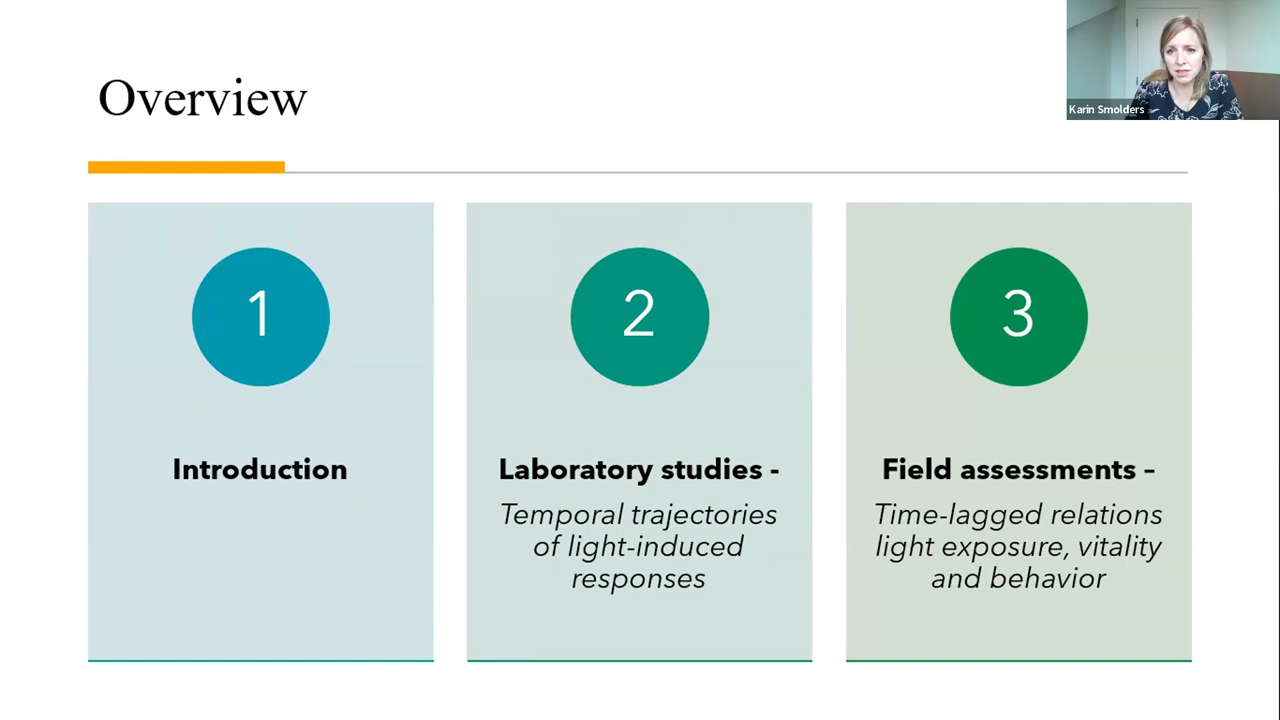 Overview
Karin Smolders
1
2
3
Introduction
Laboratory studies -
Temporal trajectories
of light-induced
responses
Field assessments –
Time-lagged relations
light exposure, vitality
and behavior